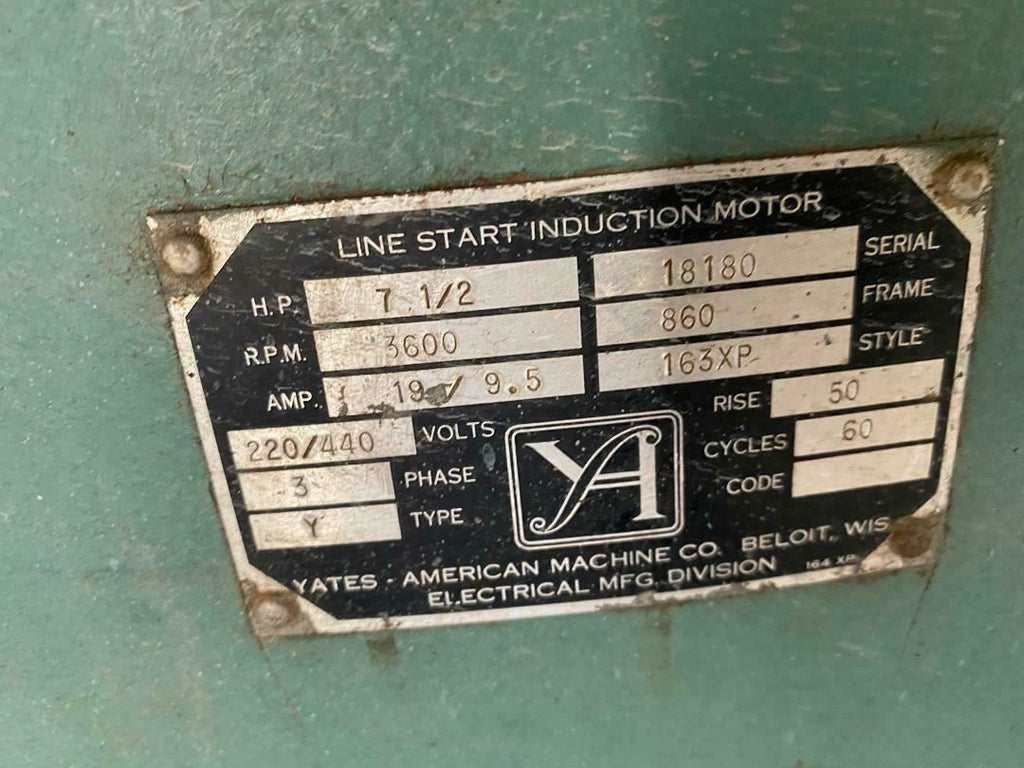 LINE START INDUCTION MOTOR
H.P. 7 1/2 18180 SERIAL
R.P.M. 3600 860 FRAME
AMP. 19 / 9.5 163XP STYLE
220/440 VOLTS RISE 50
3 PHASE CYCLES 60
Y TYPE CODE
YA
YATES - AMERICAN MACHINE CO. BELOIT, WIS
ELECTRICAL MFG. DIVISION 164 XP